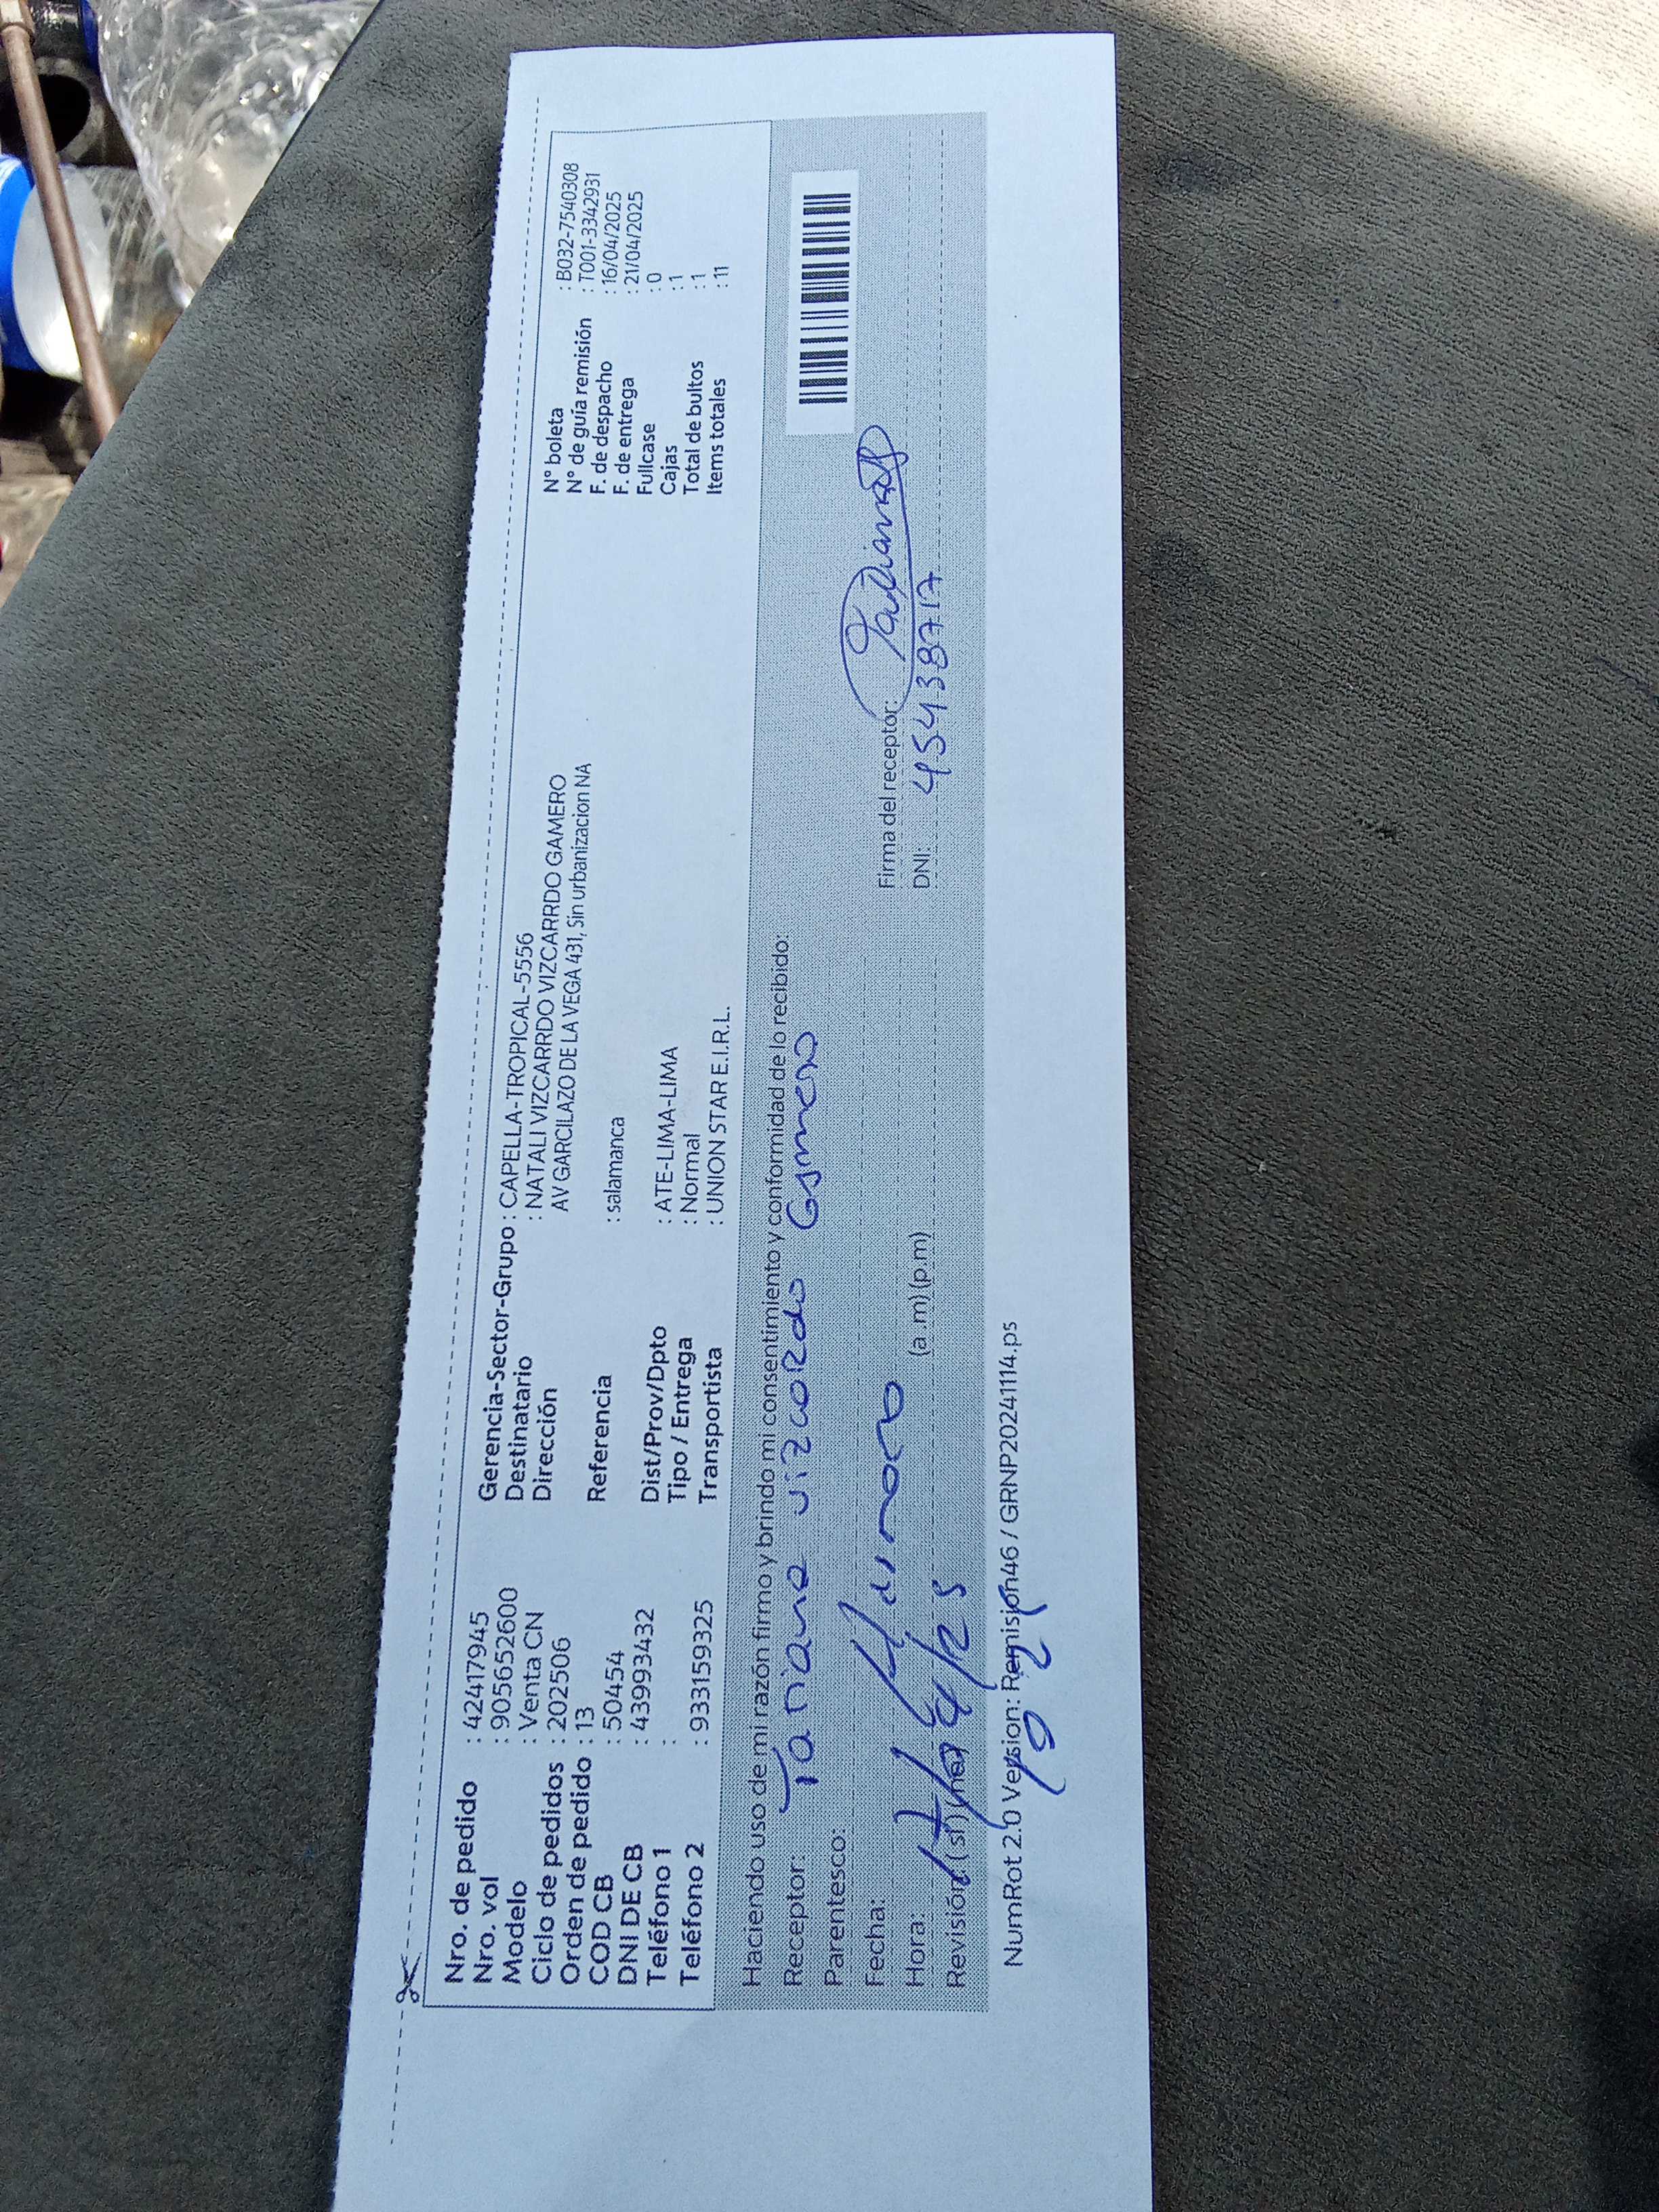 Nro. de pedido : 42417945
Nro. vol : 905652600
Modelo : Venta CN
Ciclo de pedidos : 202506
Orden de pedido : 13
COD CB : 50454
DNI DE CB : 43993432
Teléfono 1 :
Teléfono 2 : 933159325
Gerencia-Sector-Grupo : CAPELLA-TROPICAL-5556
Destinatario : NATALI VIZCARRDO VIZCARRDO GAMERO
Dirección AV GARCILAZO DE LA VEGA 431, Sin urbanizacion NA
Referencia : salamanca
Dist/Prov/Dpto : ATE-LIMA-LIMA
Tipo / Entrega : Normal
Transportista : UNION STAR E.I.R.L.
N° boleta : B032-7540308
N° de guía remisión : T001-3342931
F. de despacho : 16/04/2025
F. de entrega : 21/04/2025
Fullcase : 0
Cajas : 1
Total de bultos : 1
Items totales : 11
Haciendo uso de mi razón firmo y brindo mi consentimiento y conformidad de lo recibido:
Receptor: Tatiana Vizcardo Gamero
Parentesco:
Fecha:
Hora: (a.m) (p.m)
Revisión: (si) (no)
Firma del receptor:
DNI: 45438717
NumRot 2.0 Version: Remision46 / GRNP20241114.ps